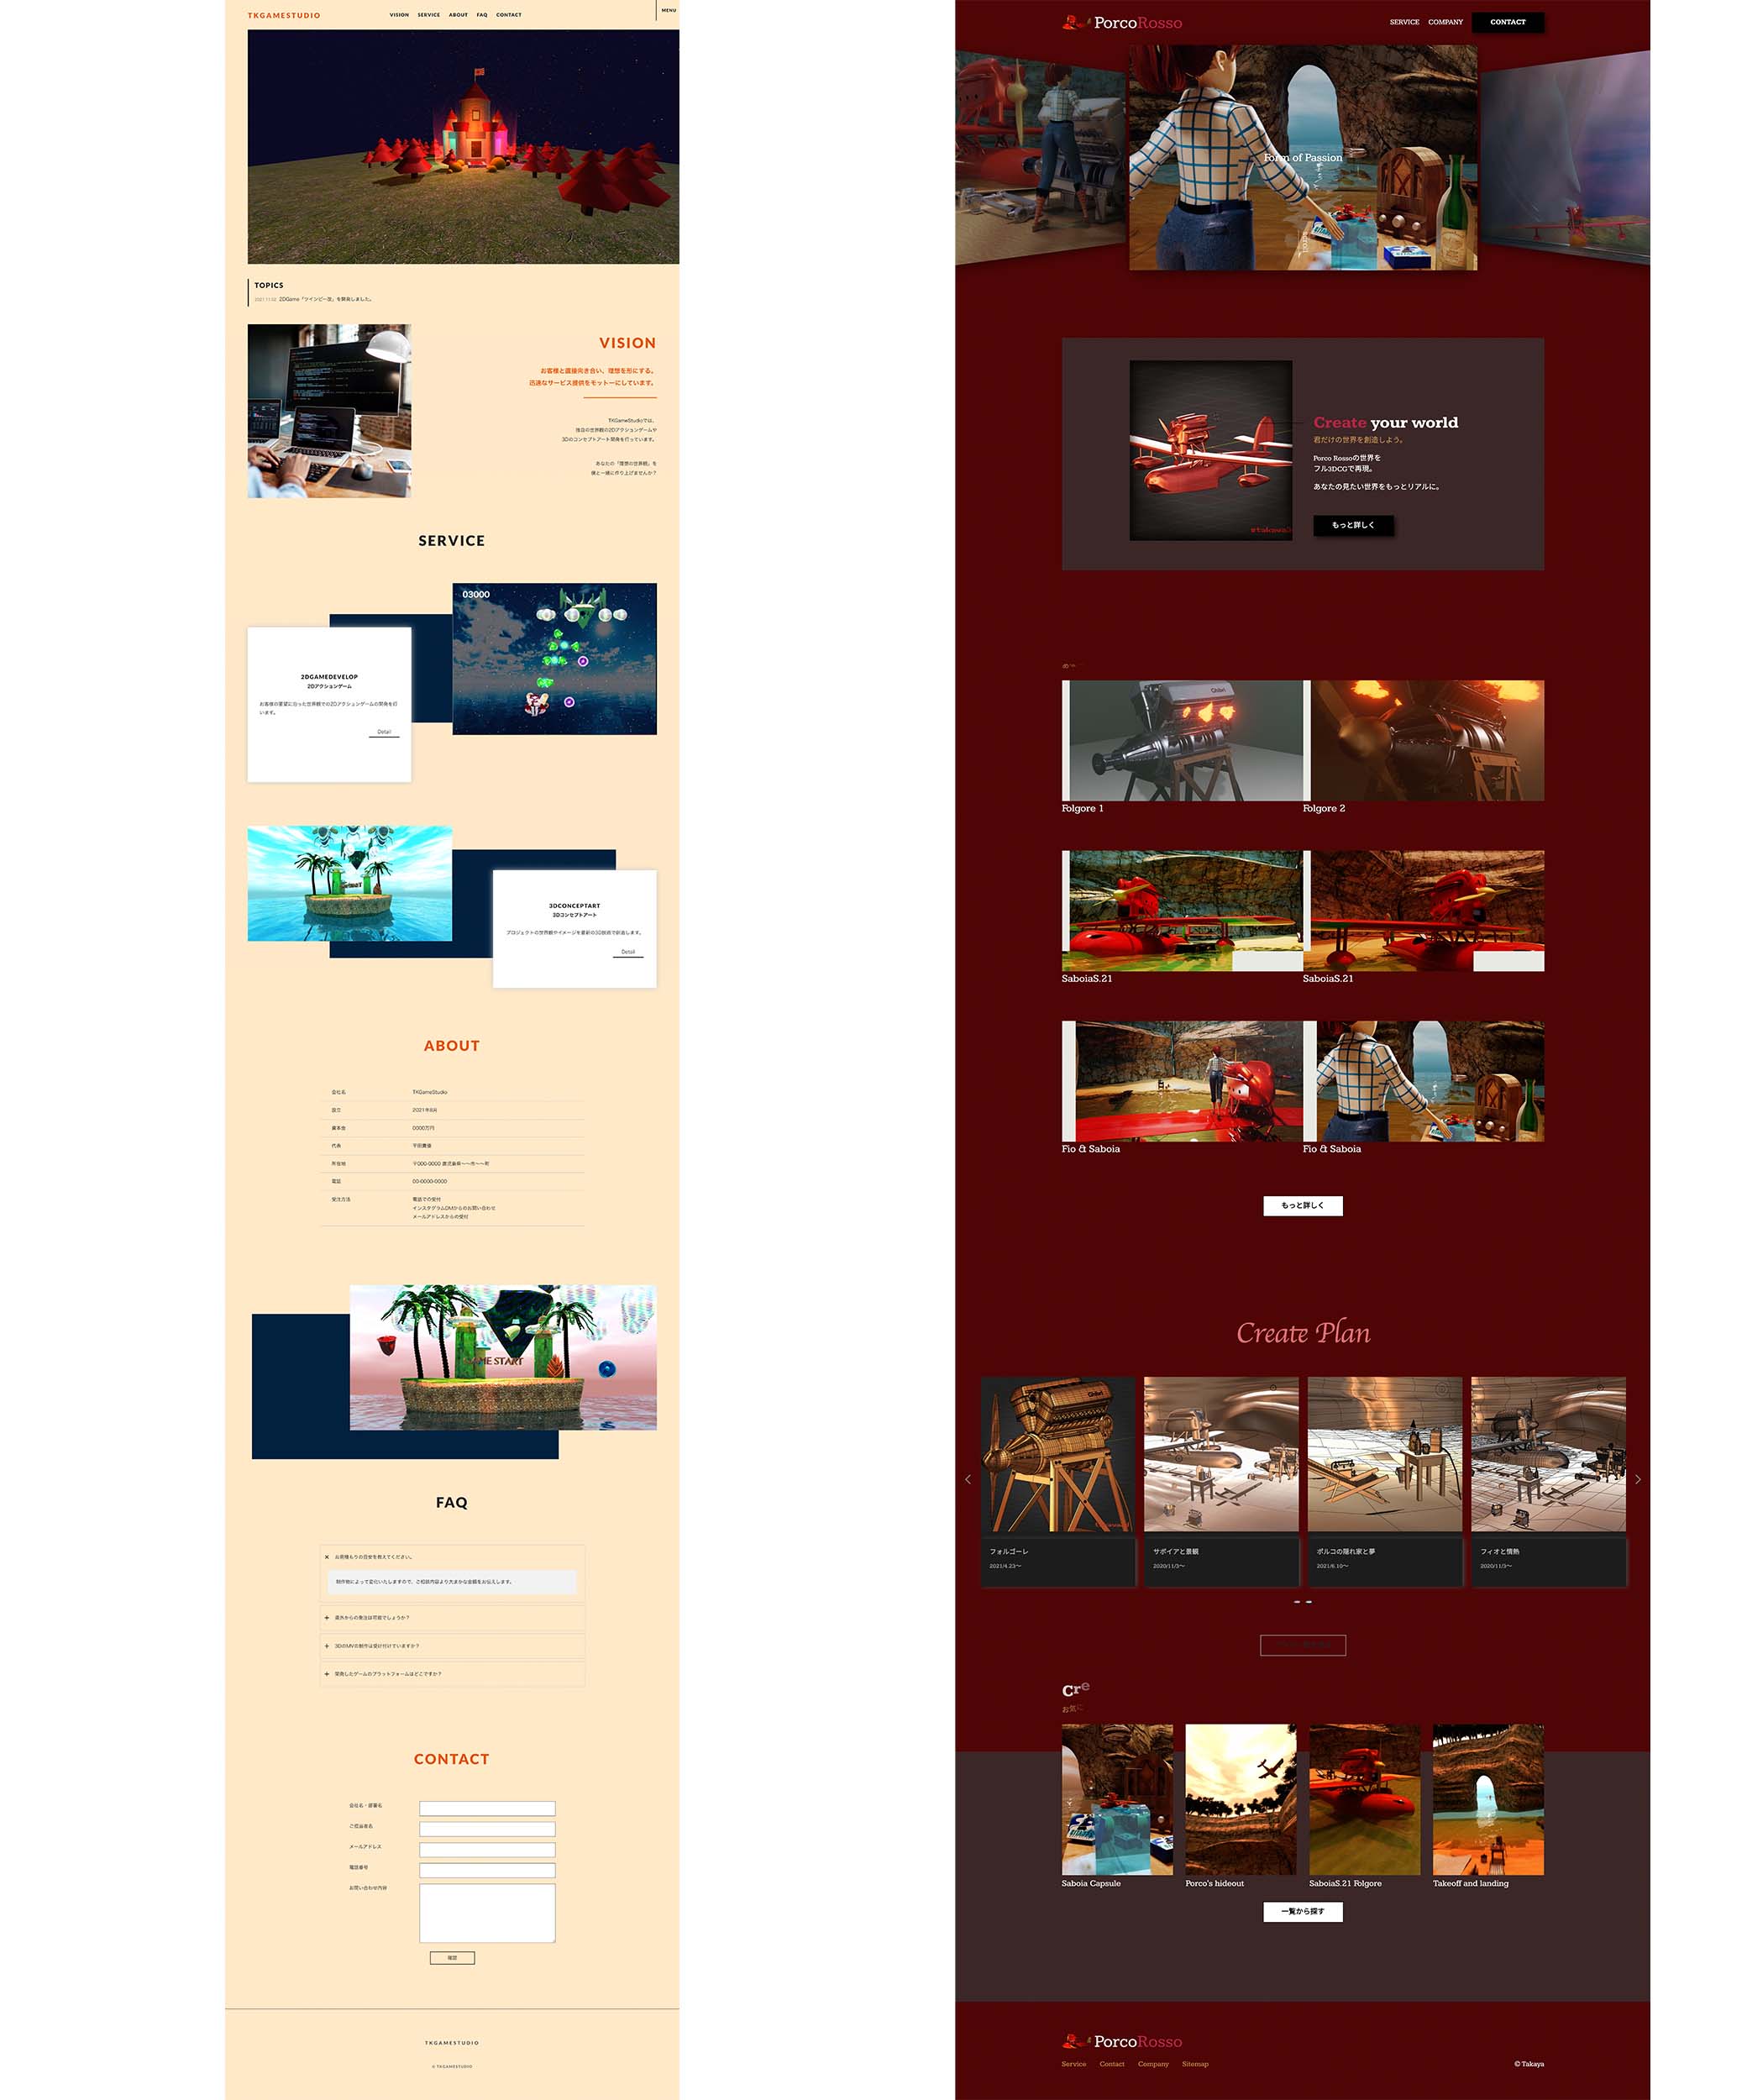 TKGAMESTUDIO
VISION SERVICE ABOUT FAQ CONTACT
MENU
TOPICS
2021.11.02 2DGame「ツインビー改」を開発しました。
VISION
お客様と直接向き合い、理想を形にする。
迅速なサービス提供をモットーにしています。
TKGameStudioでは、
独自の世界観の2Dアクションゲームや
3Dのコンセプトアート開発を行っています。
あなたの「理想の世界観」を
僕と一緒に作り上げませんか？
SERVICE
03000
2DGAMEDEVELOP
2Dアクションゲーム
お客様の要望に沿った世界観での2Dアクションゲームの開発を行
います。
Detail
3DCONCEPTART
3Dコンセプトアート
プロジェクトの世界観やイメージを最新の3D技術で創造します。
Detail
ABOUT
会社名 TKGameStudio
設立 2021年8月
資本金 0000万円
代表
所在地 〒000-0000 鹿児島県〜〜市〜〜町
電話 00-0000-0000
受注方法 電話での受付
インスタグラムDMからのお問い合わせ
メールアドレスからの受付
GAME START
FAQ
お見積もりの目安を教えてください。
制作物によって変化いたしますので、ご相談内容より大まかな金額をお伝えします。
県外からの発注は可能でしょうか？
3DのMVの制作は受け付けていますか？
開発したゲームのプラットフォームはどこですか？
CONTACT
会社名・部署名
ご担当者名
メールアドレス
電話番号
お問い合わせ内容
確認
TKGAMESTUDIO
© TKGAMESTUDIO
PorcoRosso
SERVICE COMPANY CONTACT
Form of Passion
Create your world
君だけの世界を創造しよう。
Porco Rossoの世界を
フル3DCGで再現。
あなたの見たい世界をもっとリアルに。
もっと詳しく
Folgore 1
Folgore 2
SaboiaS.21
SaboiaS.21
Fio & Saboia
Fio & Saboia
もっと詳しく
Create Plan
フォルゴーレ
2021/4.23〜
サボイアと景観
2020/11/3〜
ポルコの隠れ家と夢
2021/6.10〜
フィオと情熱
2020/11/3〜
Cre
お気に
Saboia Capsule
Porco's hideout
SaboiaS.21 Folgore
Takeoff and landing
一覧から探す
PorcoRosso
Service Contact Company Sitemap
© Takaya